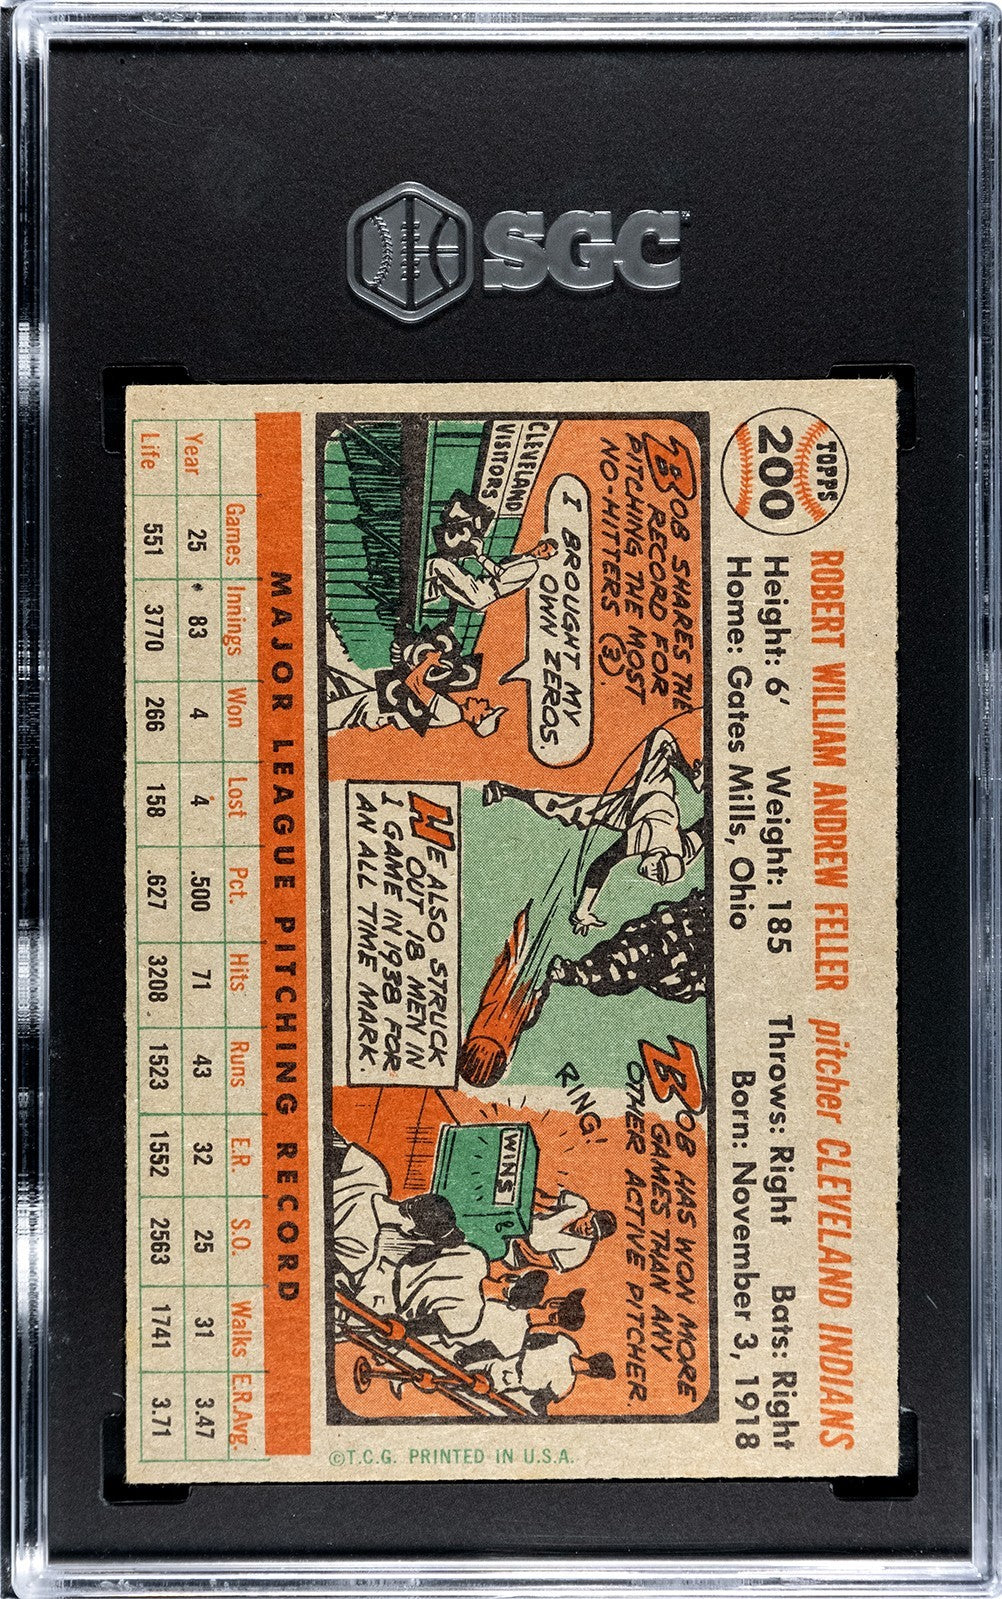 SGC
TOPPS
200
ROBERT WILLIAM ANDREW FELLER pitcher CLEVELAND INDIANS
Height: 6' Weight: 185 Throws: Right Bats: Right
Home: Gates Mills, Ohio Born: November 3, 1918
BOB SHARES THE
RECORD FOR
PITCHING THE MOST
NO-HITTERS (3).
I BROUGHT MY
OWN ZEROS.
CLEVELAND
VISITORS
HE ALSO STRUCK
OUT 18 MEN IN
1 GAME IN 1938 FOR
AN ALL TIME MARK.
BOB HAS WON MORE
GAMES THAN ANY
OTHER ACTIVE PITCHER.
RING!
WINS
©T.C.G. PRINTED IN U.S.A.
MAJOR LEAGUE PITCHING RECORD
Games Innings Won Lost Pct. Hits Runs E.R. S.O. Walks E.R.Avg.
Year 25 83 4 4 .500 71 43 32 25 31 3.47
Life 551 3770 266 158 .627 3208 1523 1552 2563 1741 3.71